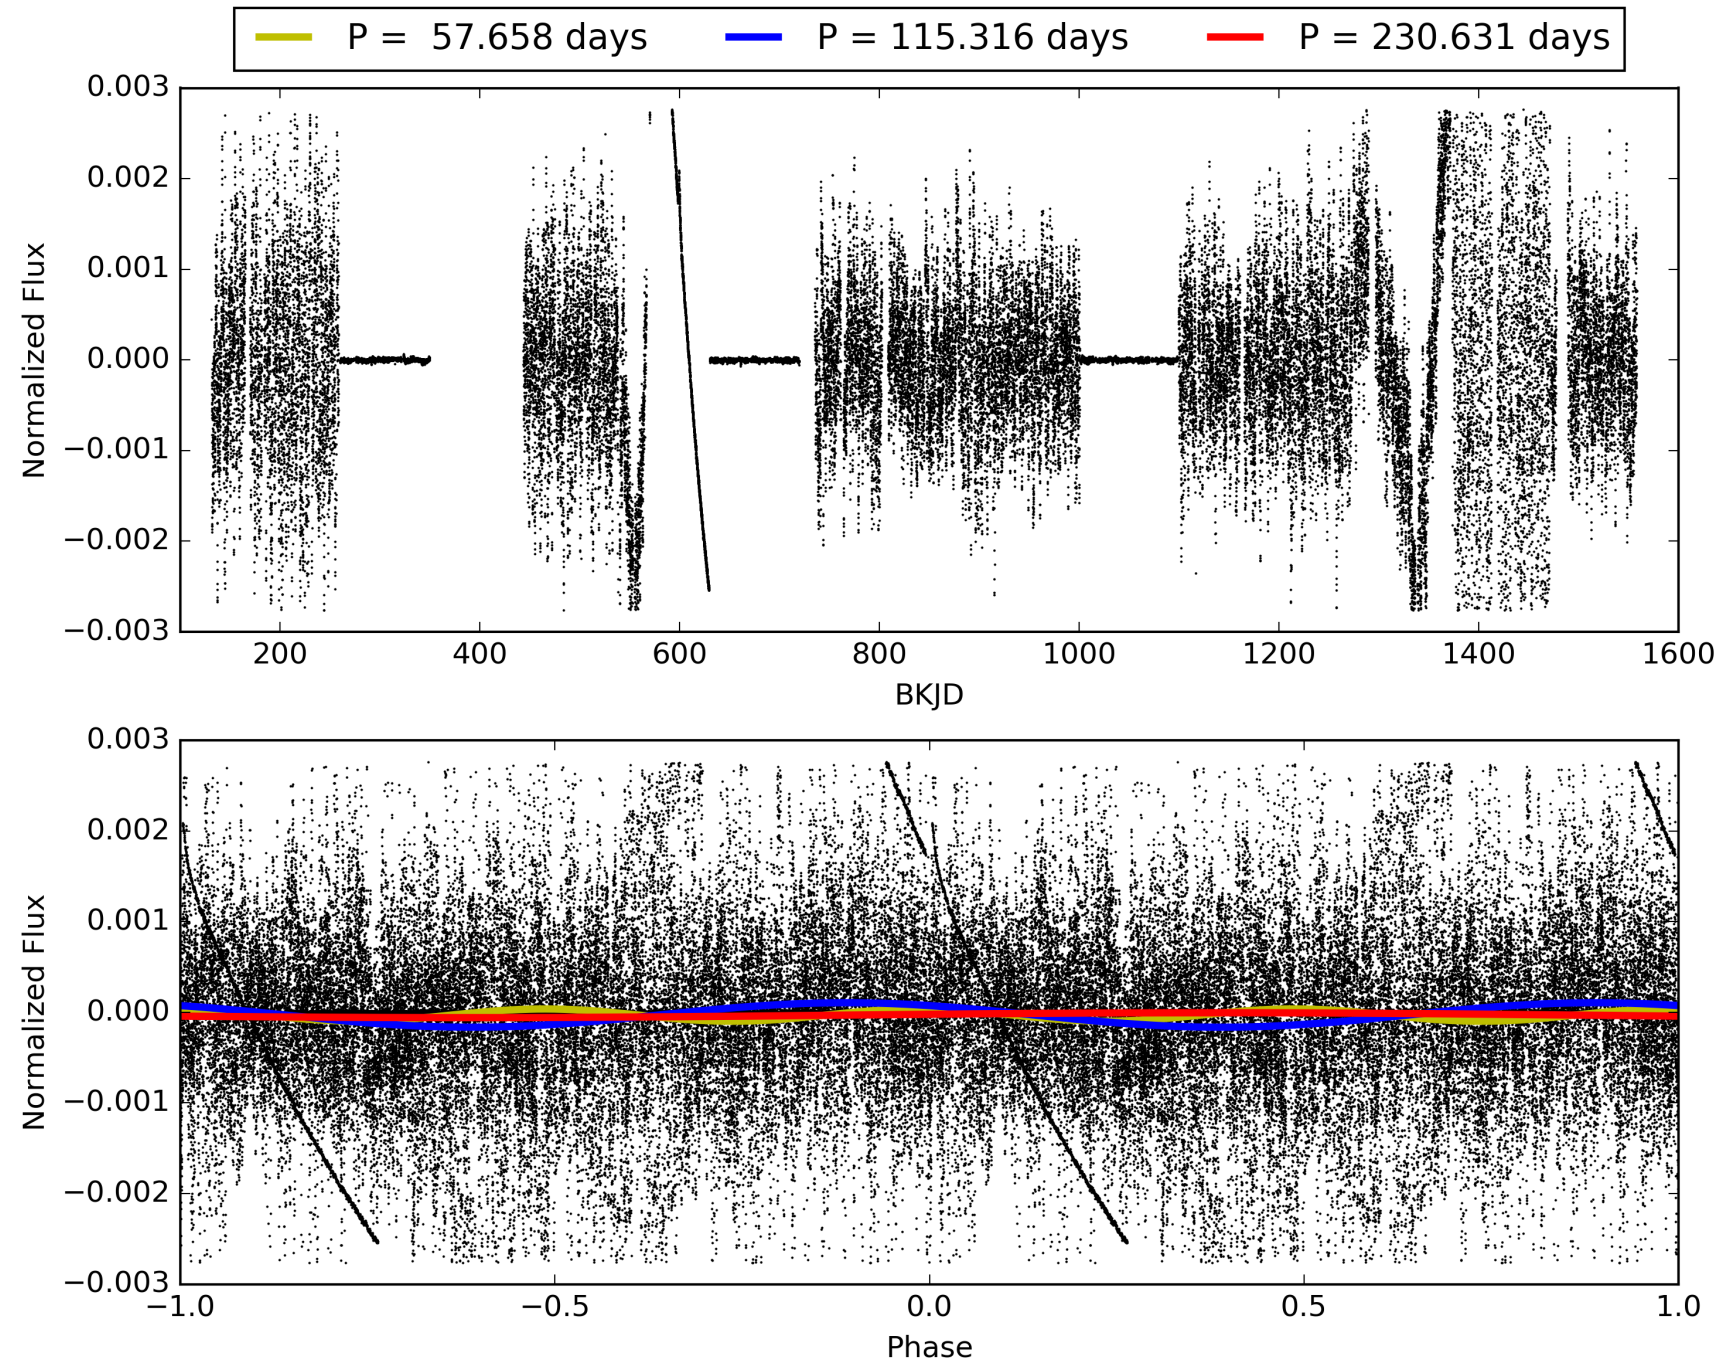 P =  57.658 days P = 115.316 days P = 230.631 days
0.003
0.002
0.001
0.000
−0.001
−0.002
−0.003
Normalized Flux
200 400 600 800 1000 1200 1400 1600
BKJD
0.003
0.002
0.001
0.000
−0.001
−0.002
−0.003
Normalized Flux
−1.0 −0.5 0.0 0.5 1.0
Phase